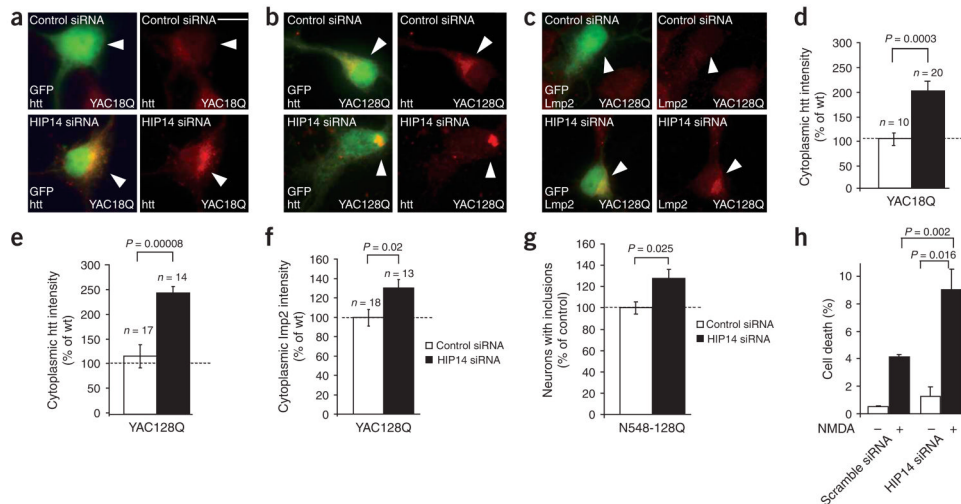 a
Control siRNA
GFP
htt
YAC18Q
Control siRNA
htt
YAC18Q
HIP14 siRNA
GFP
htt
YAC18Q
HIP14 siRNA
htt
YAC18Q
b
Control siRNA
GFP
htt
YAC128Q
Control siRNA
htt
YAC128Q
HIP14 siRNA
GFP
htt
YAC128Q
HIP14 siRNA
htt
YAC128Q
c
Control siRNA
GFP
Lmp2
YAC128Q
Control siRNA
Lmp2
YAC128Q
HIP14 siRNA
GFP
Lmp2
YAC128Q
HIP14 siRNA
Lmp2
YAC128Q
d
Cytoplasmic htt intensity
(% of wt)
300
250
200
150
100
50
0
P = 0.0003
n = 20
n = 10
YAC18Q
e
Cytoplasmic htt intensity
(% of wt)
300
250
200
150
100
50
0
P = 0.00008
n = 14
n = 17
YAC128Q
f
Cytoplasmic lmp2 intensity
(% of wt)
160
140
120
100
80
60
40
20
0
P = 0.02
n = 13
n = 18
YAC128Q
Control siRNA
HIP14 siRNA
g
Neurons with inclusions
(% of control)
160
140
120
100
80
60
40
20
0
P = 0.025
N548-128Q
Control siRNA
HIP14 siRNA
h
Cell death (%)
10
8
6
4
2
0
P = 0.002
P = 0.016
NMDA – + – +
Scramble siRNA
HIP14 siRNA